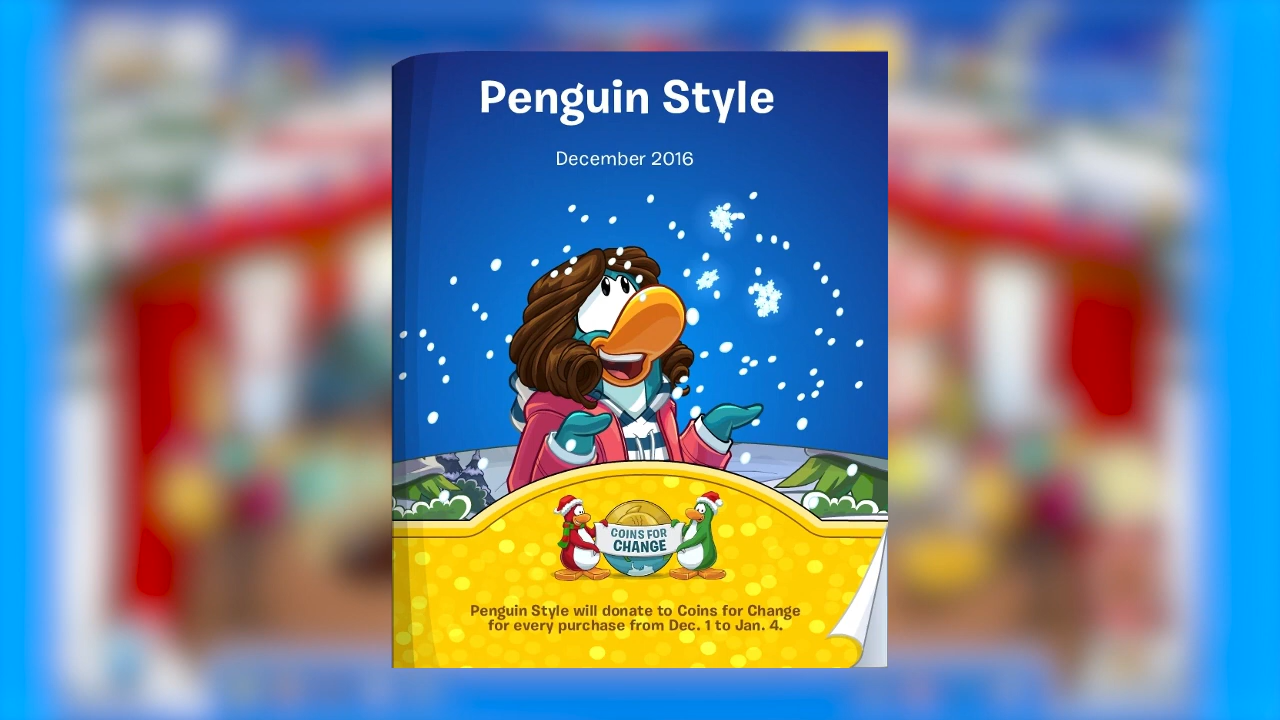 Penguin Style
December 2016
COINS FOR
CHANGE
Penguin Style will donate to Coins for Change
for every purchase from Dec. 1 to Jan. 4.